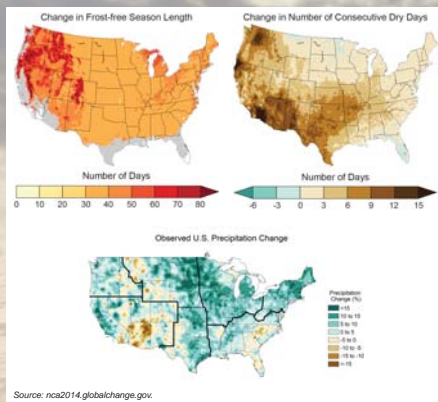 Change in Frost-free Season Length
Change in Number of Consecutive Dry Days
Number of Days
0 10 20 30 40 50 60 70 80
Number of Days
-6 -3 0 3 6 9 12 15
Observed U.S. Precipitation Change
Precipitation
Change (%)
>15
10 to 15
5 to 10
0 to 5
-5 to 0
-10 to -5
-15 to -10
<-15
Source: nca2014.globalchange.gov.